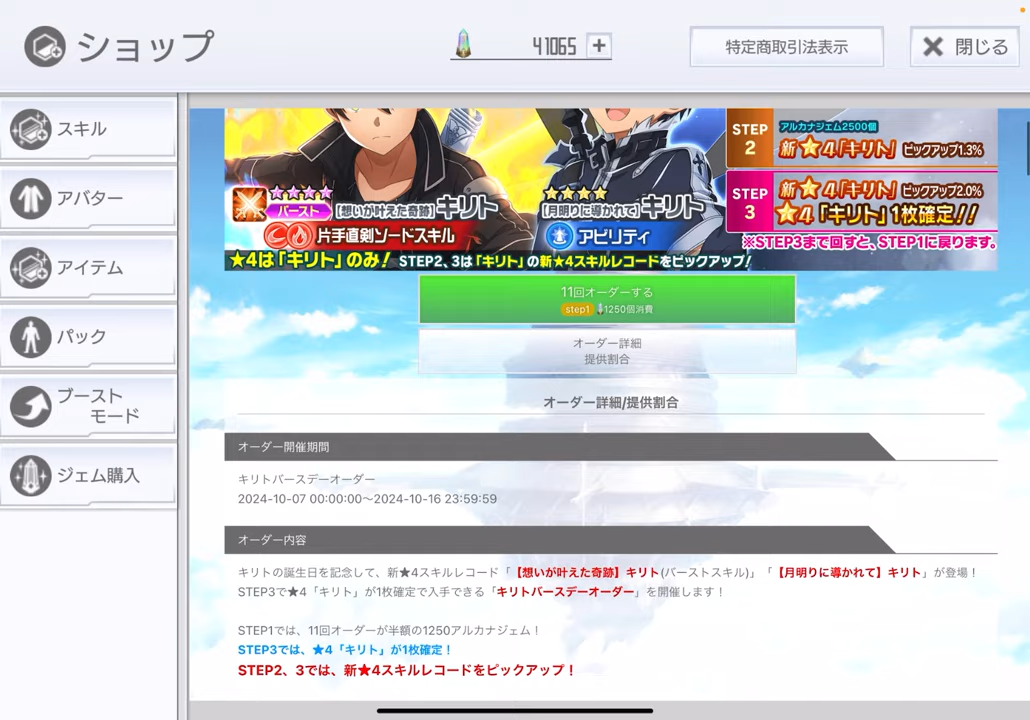 ショップ
41065
特定商取引法表示
閉じる
スキル
アバター
アイテム
パック
ブースト
モード
ジェム購入
STEP
2
アルカナジェム2500個
新★4「キリト」ピックアップ1.3%
STEP
3
新★4「キリト」ピックアップ2.0%
★4「キリト」1枚確定!!
※STEP3まで回すと、STEP1に戻ります。
バースト
【想いが叶えた奇跡】キリト
片手直剣ソードスキル
【月明りに導かれて】キリト
アビリティ
★4は「キリト」のみ! STEP2、3は「キリト」の新★4スキルレコードをピックアップ!
11回オーダーする
step1 1250個消費
オーダー詳細
提供割合
オーダー詳細/提供割合
オーダー開催期間
キリトバースデーオーダー
2024-10-07 00:00:00～2024-10-16 23:59:59
オーダー内容
キリトの誕生日を記念して、新★4スキルレコード「【想いが叶えた奇跡】キリト(バーストスキル)」「【月明りに導かれて】キリト」が登場！
STEP3で★4「キリト」が1枚確定で入手できる「キリトバースデーオーダー」を開催します！
STEP1では、11回オーダーが半額の1250アルカナジェム！
STEP3では、★4「キリト」が1枚確定！
STEP2、3では、新★4スキルレコードをピックアップ！